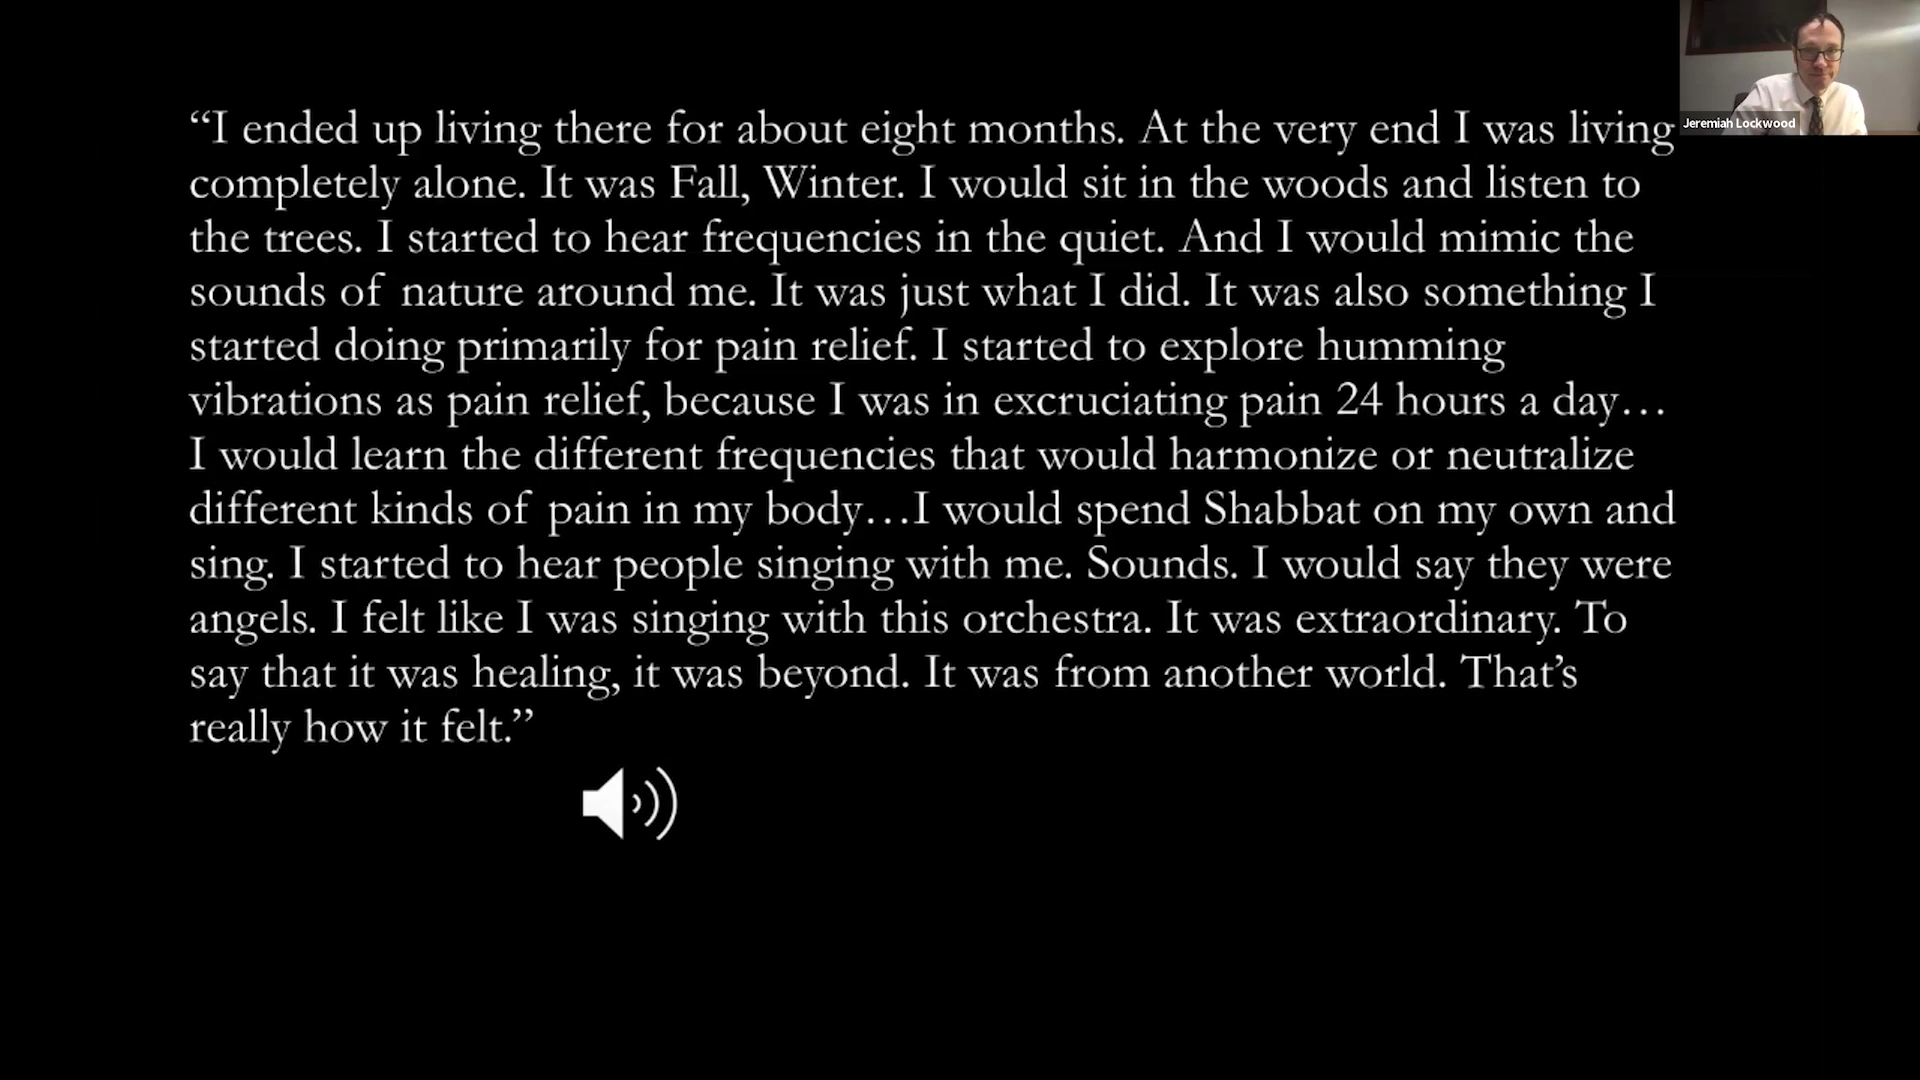 Jeremiah Lockwood
“I ended up living there for about eight months. At the very end I was living
completely alone. It was Fall, Winter. I would sit in the woods and listen to
the trees. I started to hear frequencies in the quiet. And I would mimic the
sounds of nature around me. It was just what I did. It was also something I
started doing primarily for pain relief. I started to explore humming
vibrations as pain relief, because I was in excruciating pain 24 hours a day…
I would learn the different frequencies that would harmonize or neutralize
different kinds of pain in my body…I would spend Shabbat on my own and
sing. I started to hear people singing with me. Sounds. I would say they were
angels. I felt like I was singing with this orchestra. It was extraordinary. To
say that it was healing, it was beyond. It was from another world. That’s
really how it felt.”